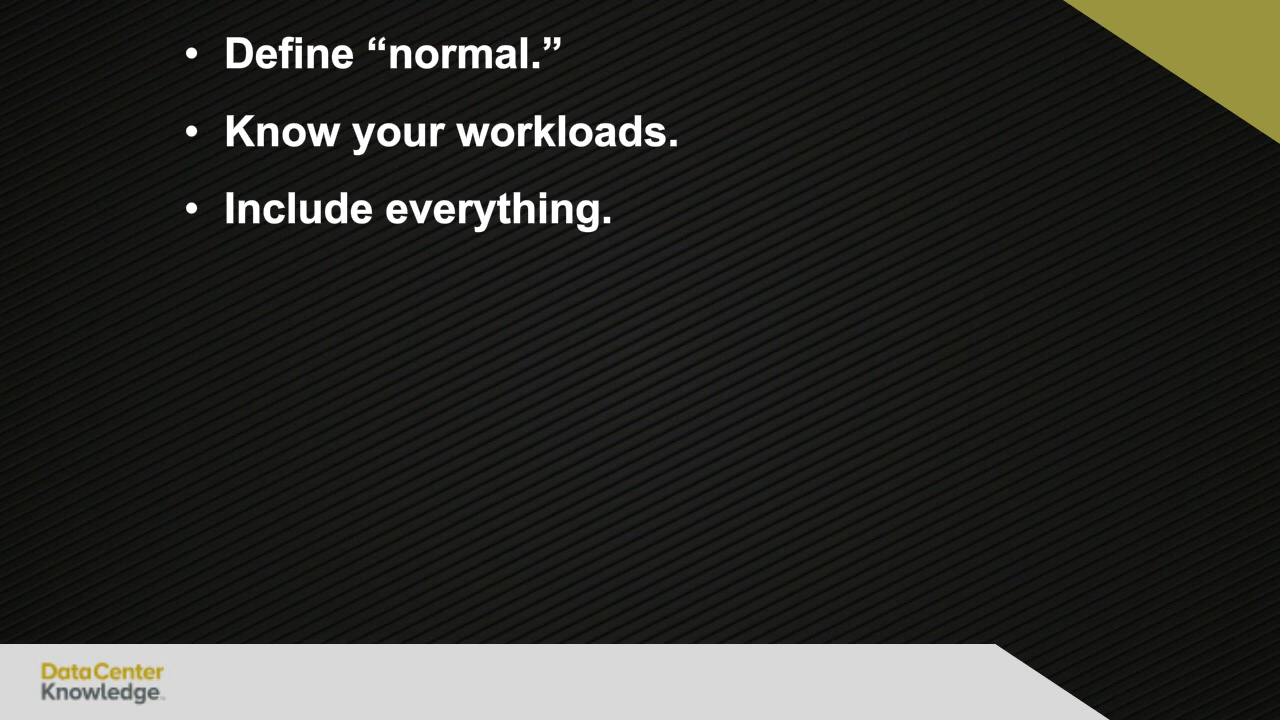 • Define “normal.”
• Know your workloads.
• Include everything.
DataCenter
Knowledge